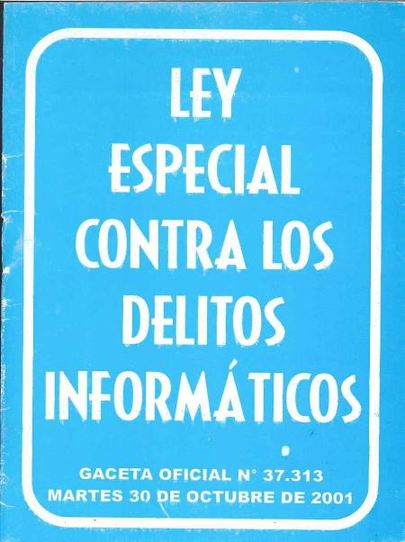 LEY
ESPECIAL
CONTRA LOS
DELITOS
INFORMÁTICOS
GACETA OFICIAL N° 37.313
MARTES 30 DE OCTUBRE DE 2001